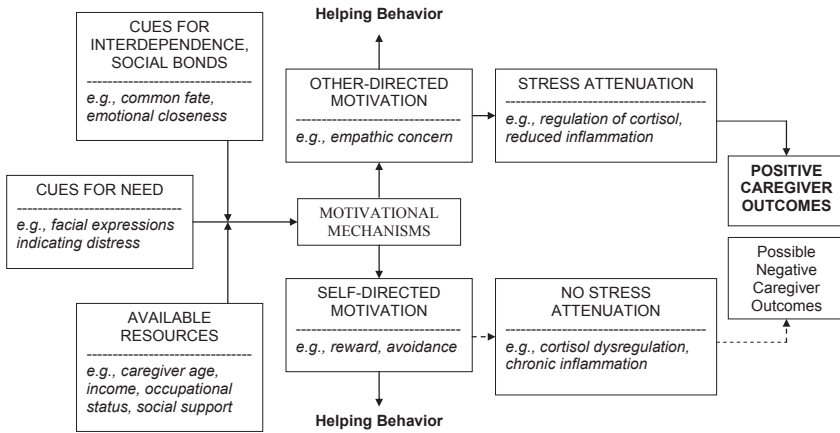 Helping Behavior
CUES FOR
INTERDEPENDENCE,
SOCIAL BONDS
e.g., common fate,
emotional closeness
OTHER-DIRECTED
MOTIVATION
e.g., empathic concern
STRESS ATTENUATION
e.g., regulation of cortisol,
reduced inflammation
POSITIVE
CAREGIVER
OUTCOMES
CUES FOR NEED
e.g., facial expressions
indicating distress
MOTIVATIONAL
MECHANISMS
Possible
Negative
Caregiver
Outcomes
AVAILABLE
RESOURCES
e.g., caregiver age,
income, occupational
status, social support
SELF-DIRECTED
MOTIVATION
e.g., reward, avoidance
NO STRESS
ATTENUATION
e.g., cortisol dysregulation,
chronic inflammation
Helping Behavior